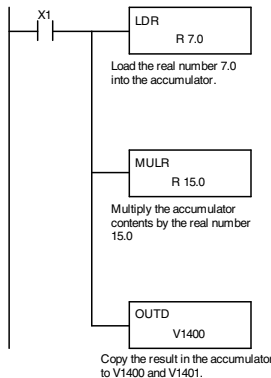 X1
LDR
R 7.0
Load the real number 7.0
into the accumulator.
MULR
R 15.0
Multiply the accumulator
contents by the real number
15.0
OUTD
V1400
Copy the result in the accumulator
to V1400 and V1401.